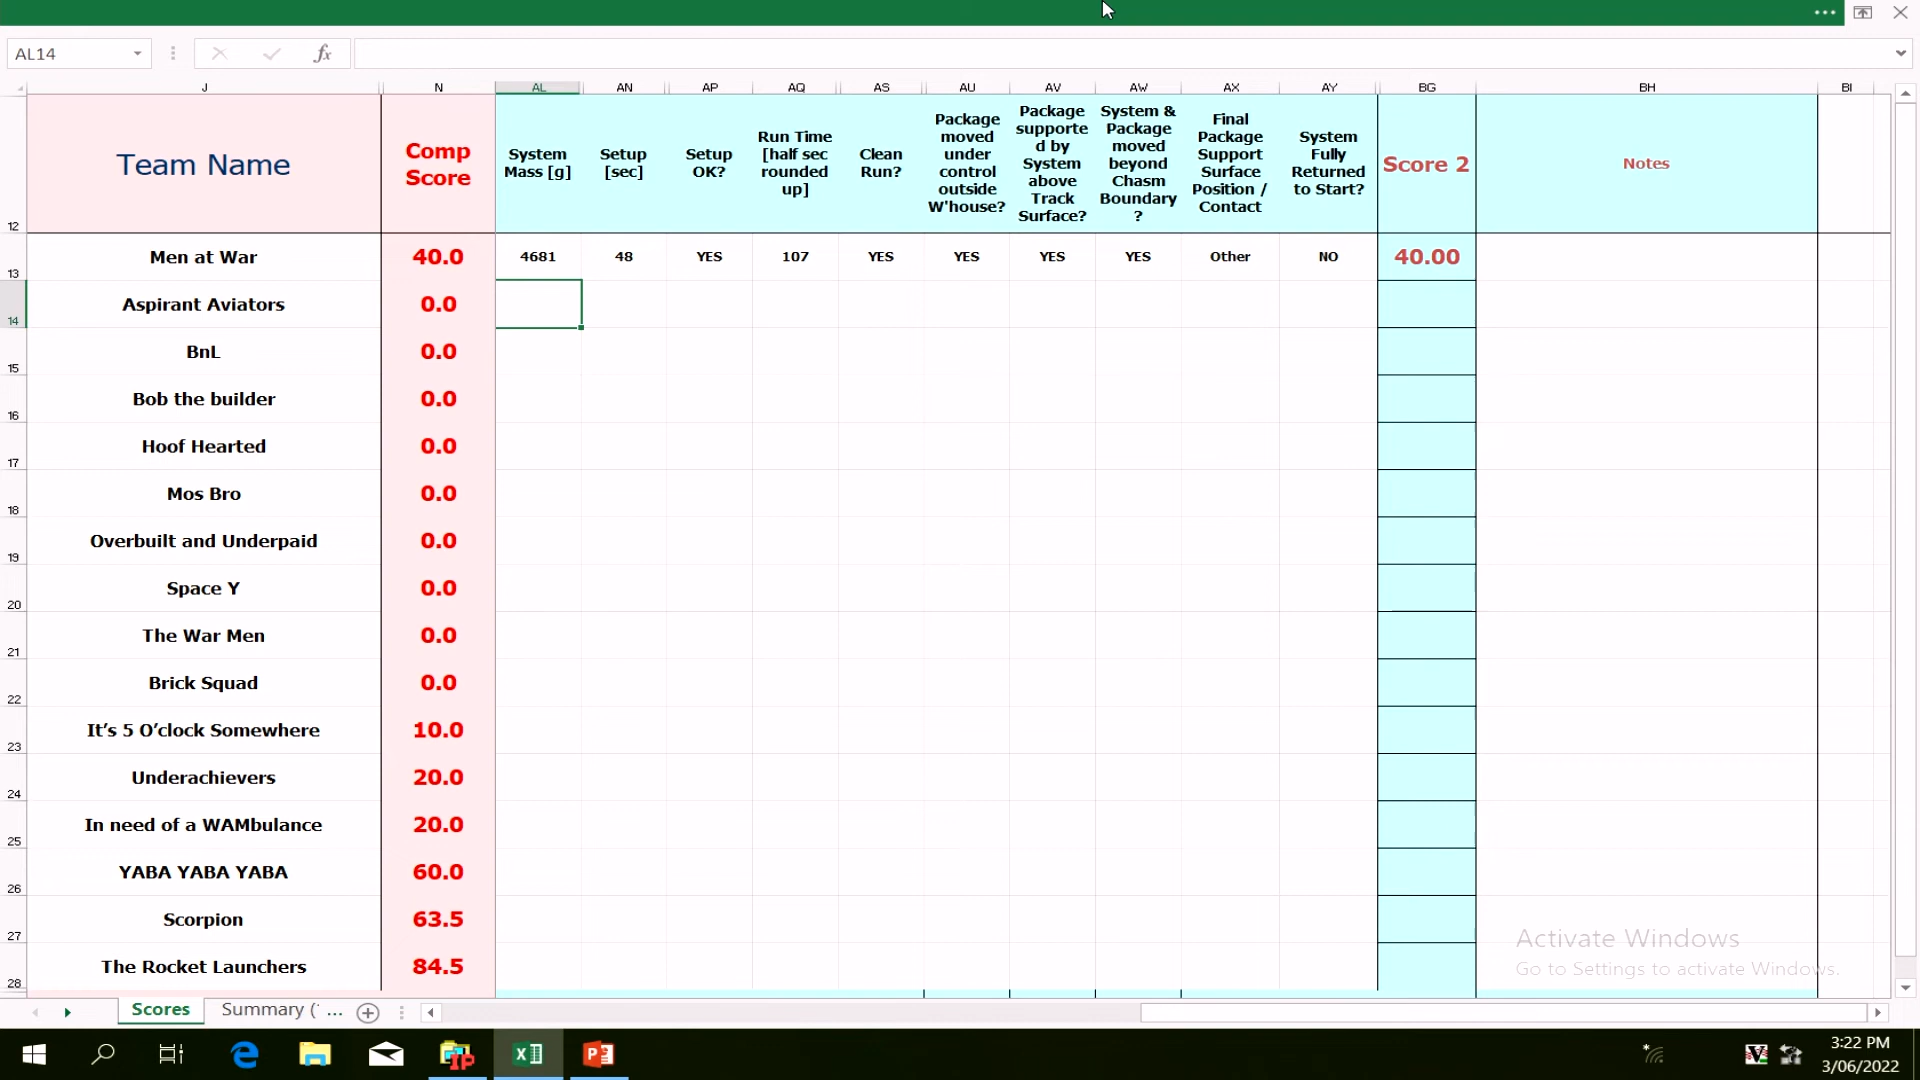 AL14
fx
J N AL AN AP AQ AS AU AV AW AX AY BG BH BI
Team Name
Comp
Score
System
Mass [g]
Setup
[sec]
Setup
OK?
Run Time
[half sec
rounded
up]
Clean
Run?
Package
moved
under
control
outside
W'house?
Package
supporte
d by
System
above
Track
Surface?
System &
Package
moved
beyond
Chasm
Boundary
?
Final
Package
Support
Surface
Position /
Contact
System
Fully
Returned
to Start?
Score 2
Notes
12
13 Men at War 40.0 4681 48 YES 107 YES YES YES YES Other NO 40.00
14 Aspirant Aviators 0.0
15 BnL 0.0
16 Bob the builder 0.0
17 Hoof Hearted 0.0
18 Mos Bro 0.0
19 Overbuilt and Underpaid 0.0
20 Space Y 0.0
21 The War Men 0.0
22 Brick Squad 0.0
23 It’s 5 O’clock Somewhere 10.0
24 Underachievers 20.0
25 In need of a WAMbulance 20.0
26 YABA YABA YABA 60.0
27 Scorpion 63.5
28 The Rocket Launchers 84.5
Activate Windows
Go to Settings to activate Windows.
Scores Summary (' ...
3:22 PM
3/06/2022